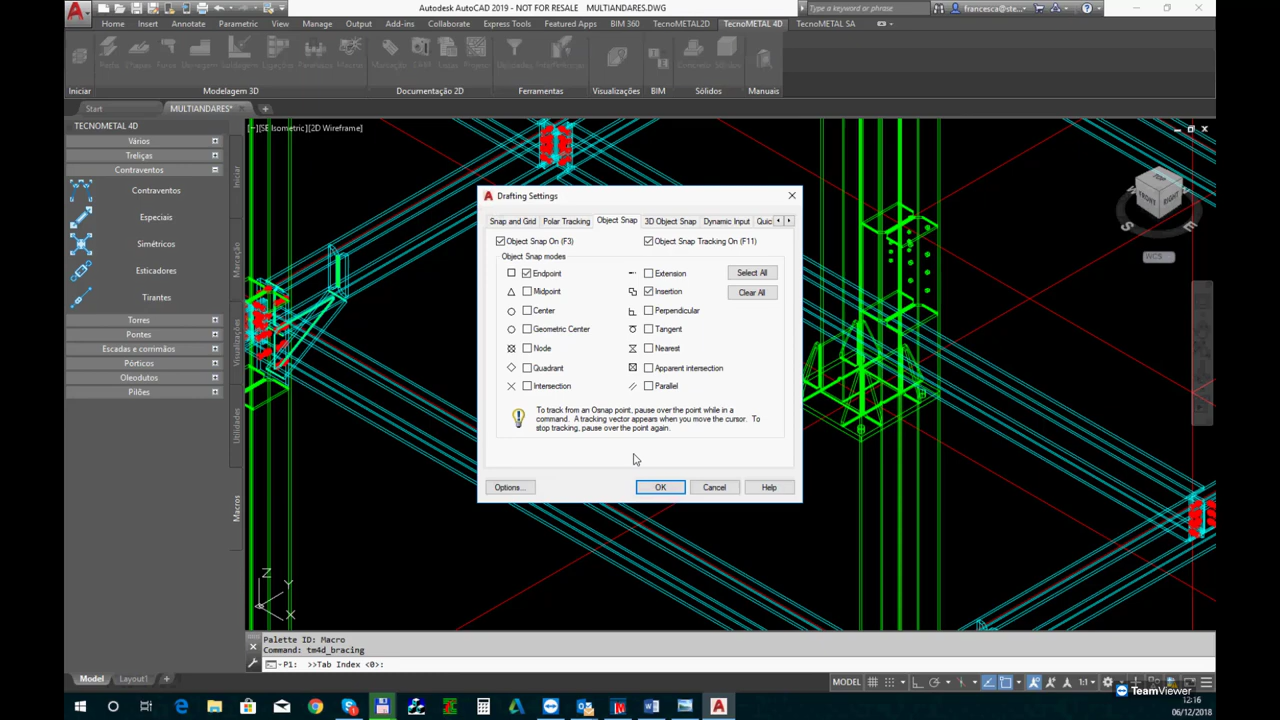 Autodesk AutoCAD 2019 - NOT FOR RESALE MULTIANDARES.DWG
Type a keyword or phrase
francesca@ste...
Home Insert Annotate Parametric View Manage Output Add-ins Collaborate Express Tools Featured Apps BIM 360 TecnoMETAL2D TecnoMETAL 4D TecnoMETAL SA
Iniciar Modelagem 3D Documentação 2D Ferramentas Visualizações BIM Sólidos Manuais
Start MULTIANDARES*
TECNOMETAL 4D
[−][SE Isometric][2D Wireframe]
Vários
Treliças
Contraventos
Contraventos
Especiais
Simétricos
Esticadores
Tirantes
Torres
Pontes
Escadas e corrimãos
Pórticos
Oleodutos
Pilões
Iniciar
Visualizações
Utilidades
Macros
Drafting Settings
Snap and Grid Polar Tracking Object Snap 3D Object Snap Dynamic Input Quic
Object Snap On (F3) Object Snap Tracking On (F11)
Object Snap modes
Endpoint Extension Select All
Midpoint Insertion Clear All
Center Perpendicular
Geometric Center Tangent
Node Nearest
Quadrant Apparent intersection
Intersection Parallel
To track from an Osnap point, pause over the point while in a
command. A tracking vector appears when you move the cursor. To
stop tracking, pause over the point again.
Options... OK Cancel Help
TOP
FRONT RIGHT
WCS
Z
Y
X
Palette ID: Macro
Command: tm4d_bracing
P1: >>Tab Index <0>:
Model Layout1
MODEL
1:1
TeamViewer
12:16
06/12/2018